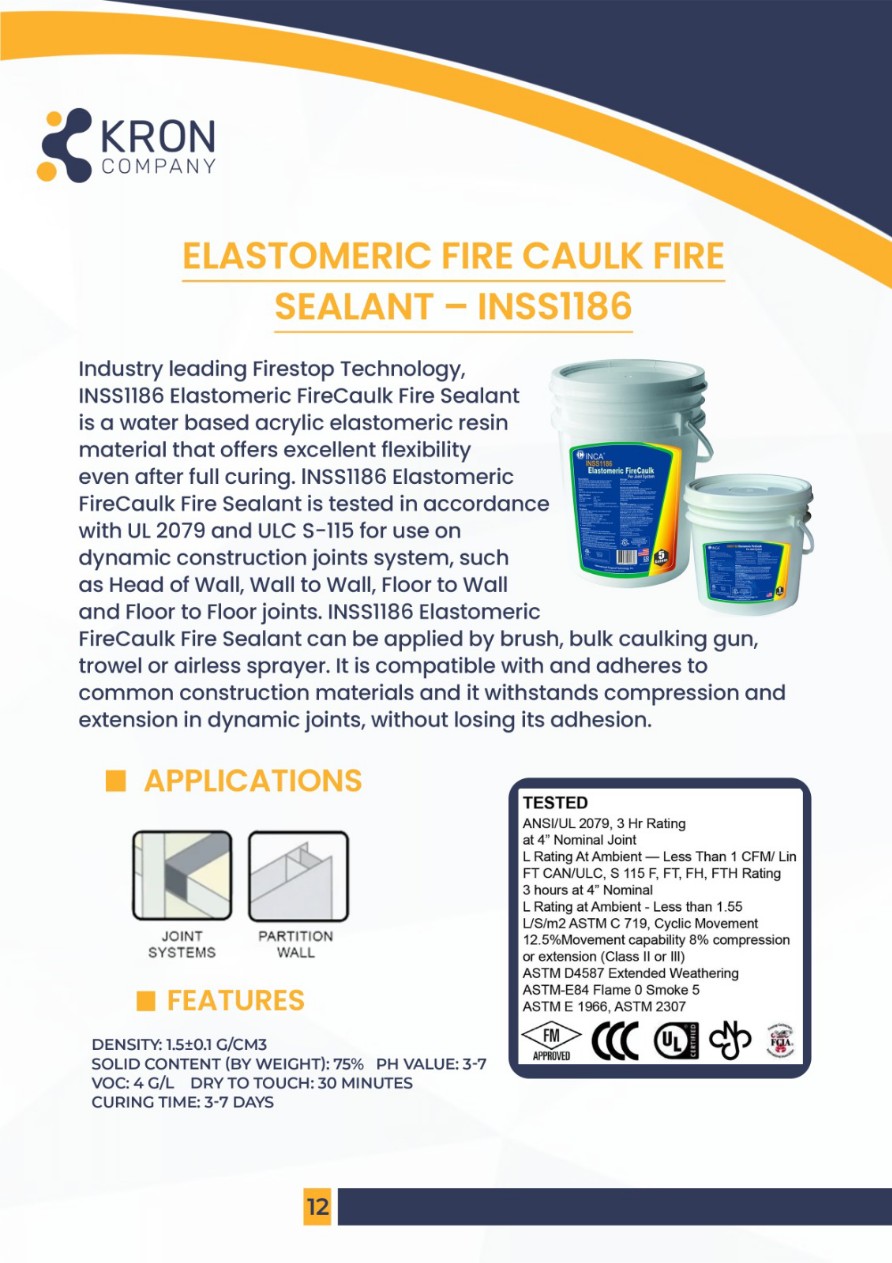 KRON
COMPANY
ELASTOMERIC FIRE CAULK FIRE
SEALANT – INSS1186
Industry leading Firestop Technology,
INSS1186 Elastomeric FireCaulk Fire Sealant
is a water based acrylic elastomeric resin
material that offers excellent flexibility
even after full curing. INSS1186 Elastomeric
FireCaulk Fire Sealant is tested in accordance
with UL 2079 and ULC S-115 for use on
dynamic construction joints system, such
as Head of Wall, Wall to Wall, Floor to Wall
and Floor to Floor joints. INSS1186 Elastomeric
FireCaulk Fire Sealant can be applied by brush, bulk caulking gun,
trowel or airless sprayer. It is compatible with and adheres to
common construction materials and it withstands compression and
extension in dynamic joints, without losing its adhesion.
INCA
INSS1186
Elastomeric FireCaulk
For Joint System
5
APPLICATIONS
JOINT
SYSTEMS
PARTITION
WALL
FEATURES
DENSITY: 1.5±0.1 G/CM3
SOLID CONTENT (BY WEIGHT): 75% PH VALUE: 3-7
VOC: 4 G/L DRY TO TOUCH: 30 MINUTES
CURING TIME: 3-7 DAYS
TESTED
ANSI/UL 2079, 3 Hr Rating
at 4” Nominal Joint
L Rating At Ambient — Less Than 1 CFM/ Lin
FT CAN/ULC, S 115 F, FT, FH, FTH Rating
3 hours at 4” Nominal
L Rating at Ambient - Less than 1.55
L/S/m2 ASTM C 719, Cyclic Movement
12.5%Movement capability 8% compression
or extension (Class II or III)
ASTM D4587 Extended Weathering
ASTM-E84 Flame 0 Smoke 5
ASTM E 1966, ASTM 2307
FM
APPROVED
CCC
UL
CERTIFIED
FCIA
12